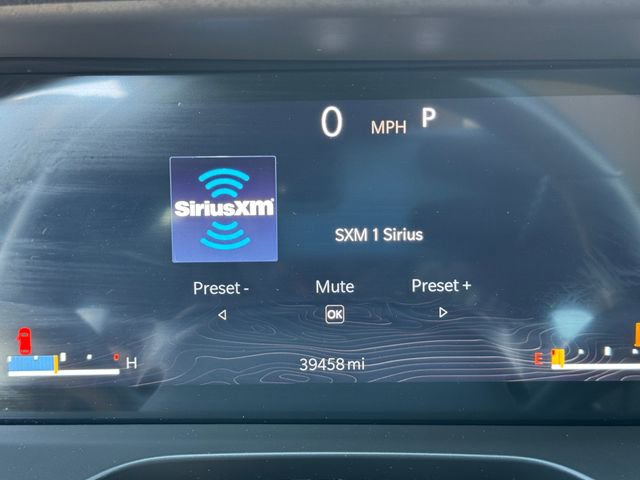 0 MPH P
SiriusXM
SXM 1 Sirius
Preset - Mute Preset +
OK
H 39458 mi E